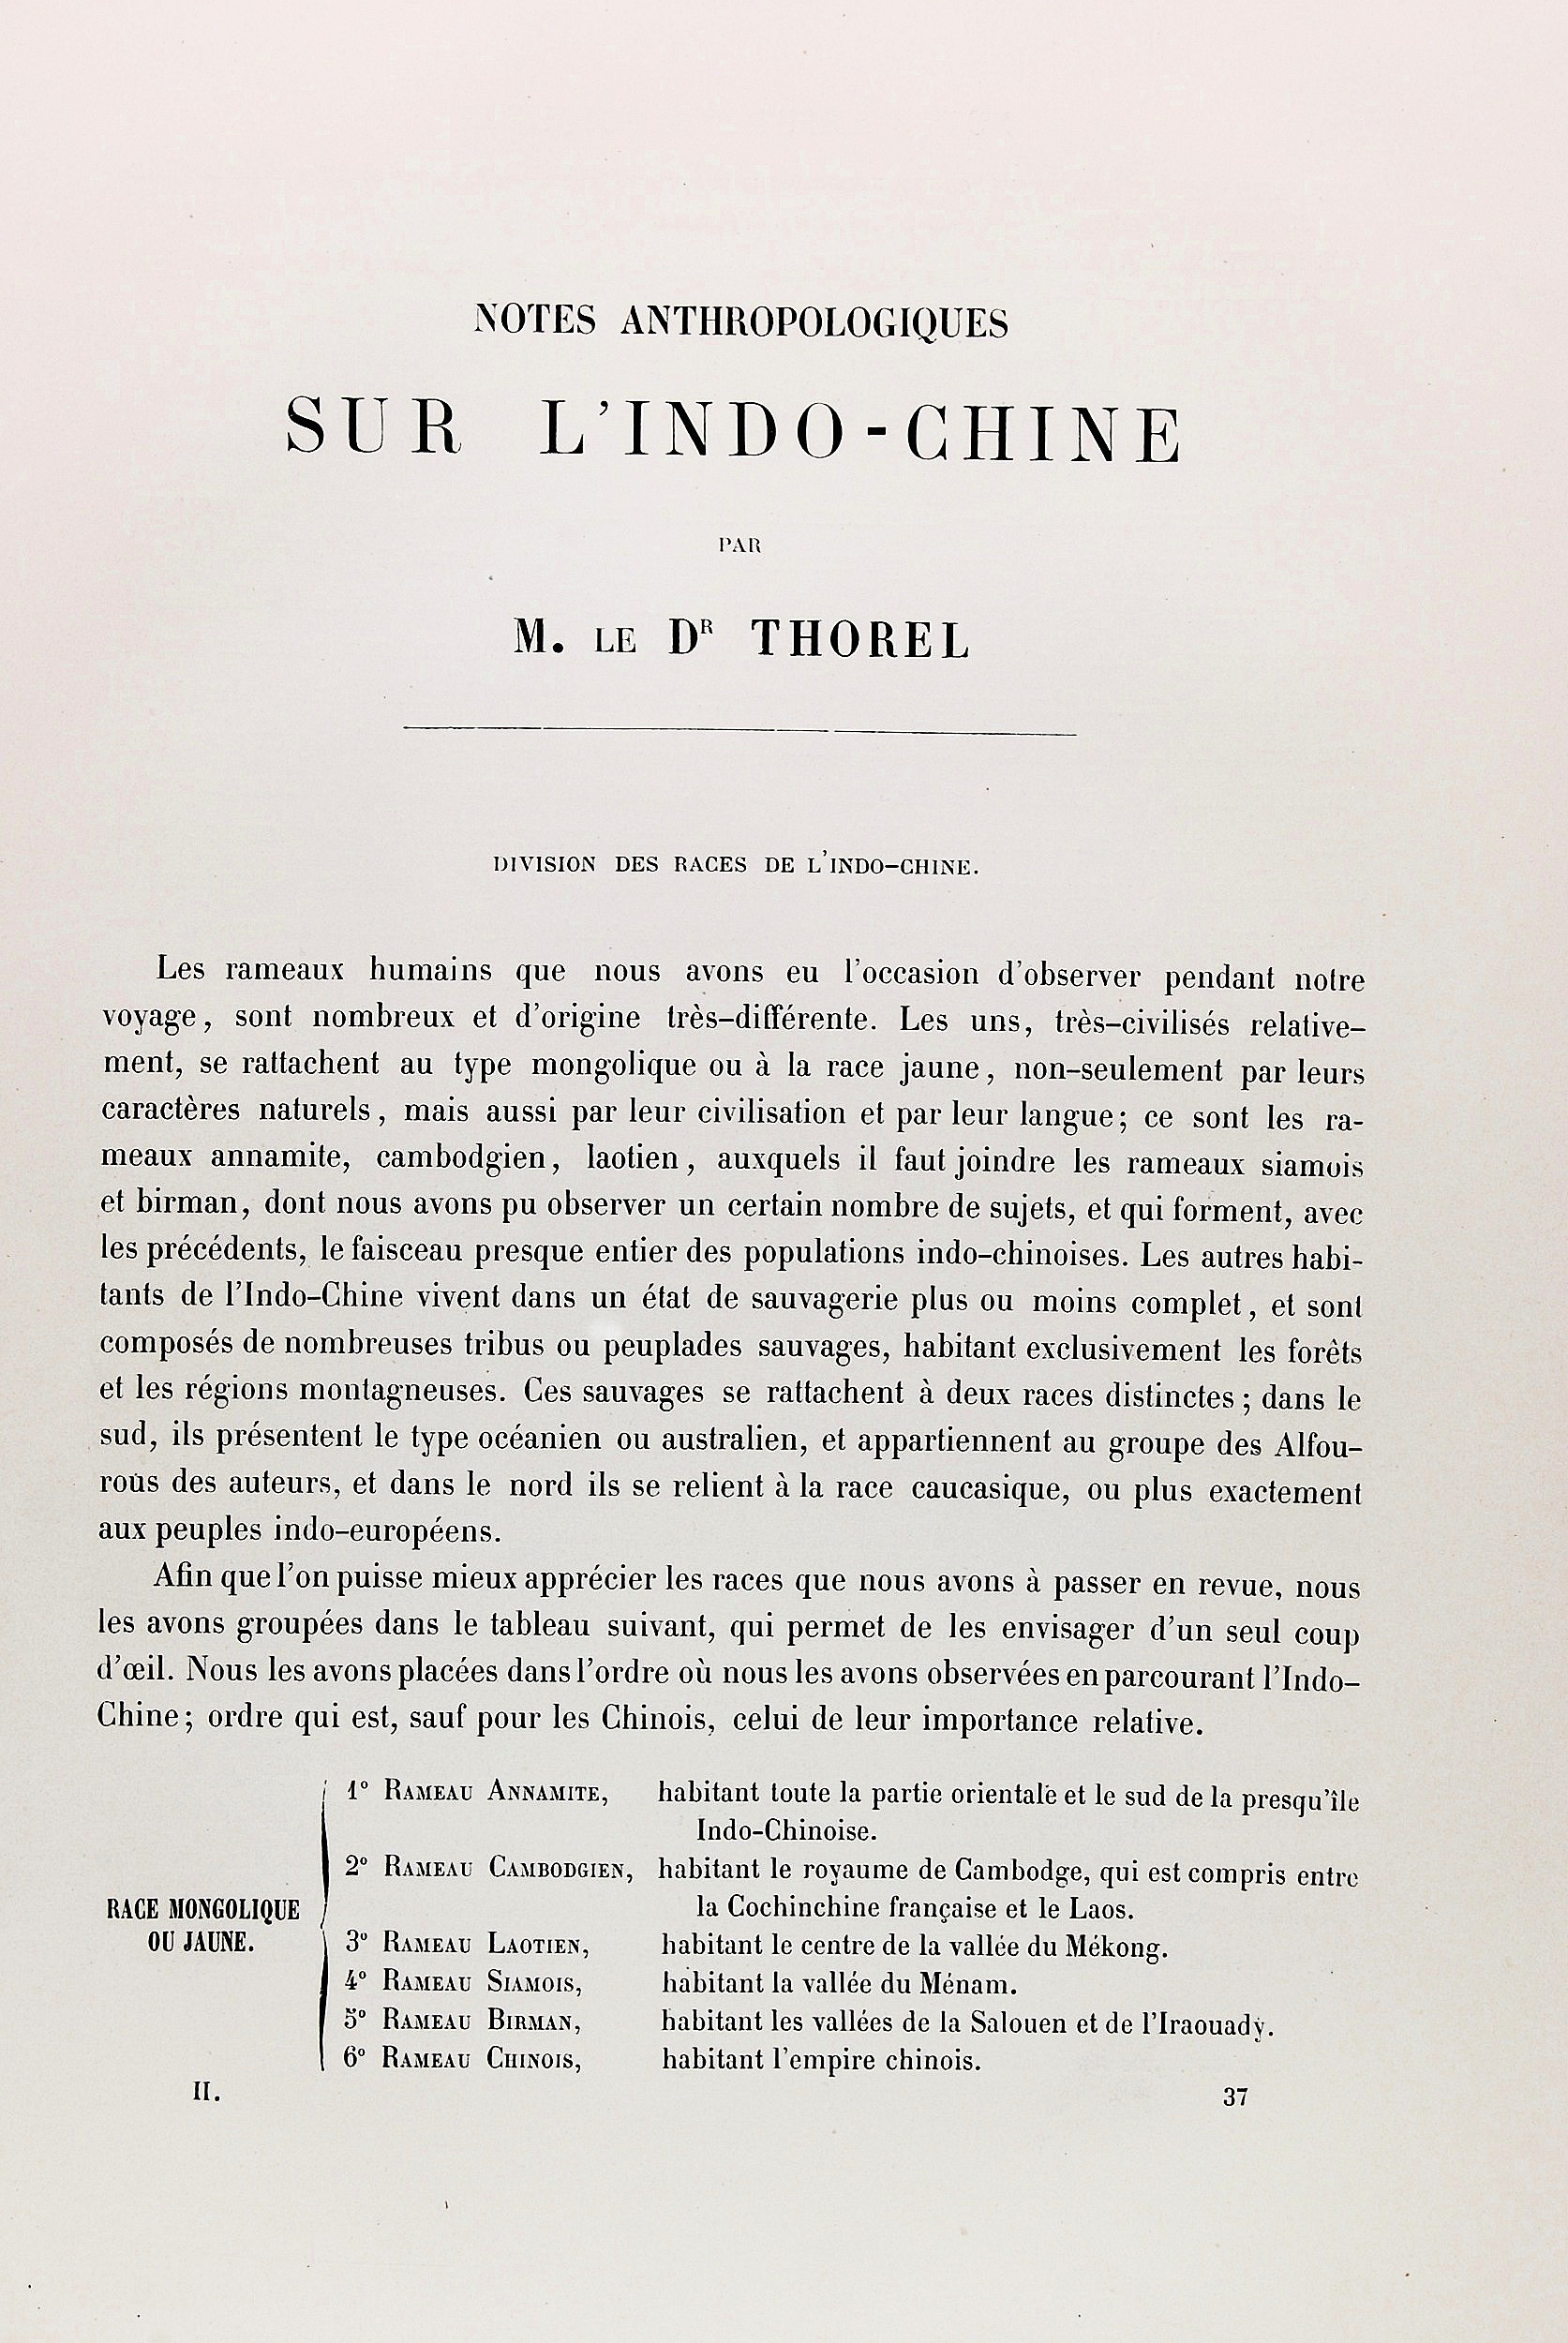 NOTES ANTHROPOLOGIQUES
SUR L'INDO-CHINE
PAR
M. LE DR THOREL
DIVISION DES RACES DE L'INDO-CHINE.
Les rameaux humains que nous avons eu l'occasion d'observer pendant notre
voyage, sont nombreux et d'origine très-différente. Les uns, très-civilisés relative-
ment, se rattachent au type mongolique ou à la race jaune, non-seulement par leurs
caractères naturels, mais aussi par leur civilisation et par leur langue; ce sont les ra-
meaux annamite, cambodgien, laotien, auxquels il faut joindre les rameaux siamois
et birman, dont nous avons pu observer un certain nombre de sujets, et qui forment, avec
les précédents, le faisceau presque entier des populations indo-chinoises. Les autres habi-
tants de l'Indo-Chine vivent dans un état de sauvagerie plus ou moins complet, et sont
composés de nombreuses tribus ou peuplades sauvages, habitant exclusivement les forêts
et les régions montagneuses. Ces sauvages se rattachent à deux races distinctes; dans le
sud, ils présentent le type océanien ou australien, et appartiennent au groupe des Alfou-
rous des auteurs, et dans le nord ils se relient à la race caucasique, ou plus exactement
aux peuples indo-européens.
Afin que l'on puisse mieux apprécier les races que nous avons à passer en revue, nous
les avons groupées dans le tableau suivant, qui permet de les envisager d'un seul coup
d'œil. Nous les avons placées dans l'ordre où nous les avons observées en parcourant l'Indo-
Chine; ordre qui est, sauf pour les Chinois, celui de leur importance relative.
RACE MONGOLIQUE
OU JAUNE.
1° RAMEAU ANNAMITE, habitant toute la partie orientale et le sud de la presqu'île
Indo-Chinoise.
2° RAMEAU CAMBODGIEN, habitant le royaume de Cambodge, qui est compris entre
la Cochinchine française et le Laos.
3° RAMEAU LAOTIEN, habitant le centre de la vallée du Mékong.
4° RAMEAU SIAMOIS, habitant la vallée du Ménam.
5° RAMEAU BIRMAN, habitant les vallées de la Salouen et de l'Iraouady.
6° RAMEAU CHINOIS, habitant l'empire chinois.
II. 37